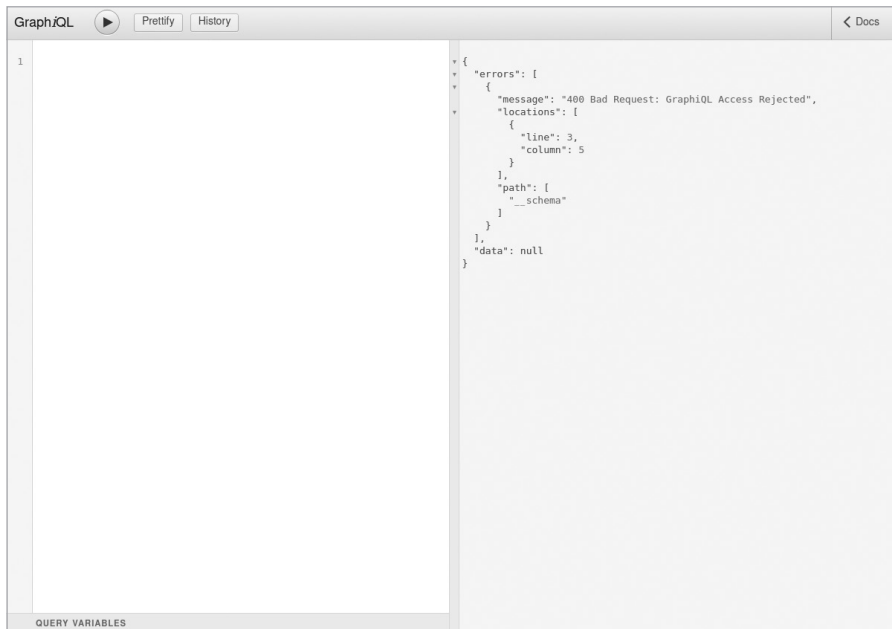 GraphiQL Prettify History Docs
1
{
"errors": [
{
"message": "400 Bad Request: GraphiQL Access Rejected",
"locations": [
{
"line": 3,
"column": 5
}
],
"path": [
"__schema"
]
}
],
"data": null
}
QUERY VARIABLES